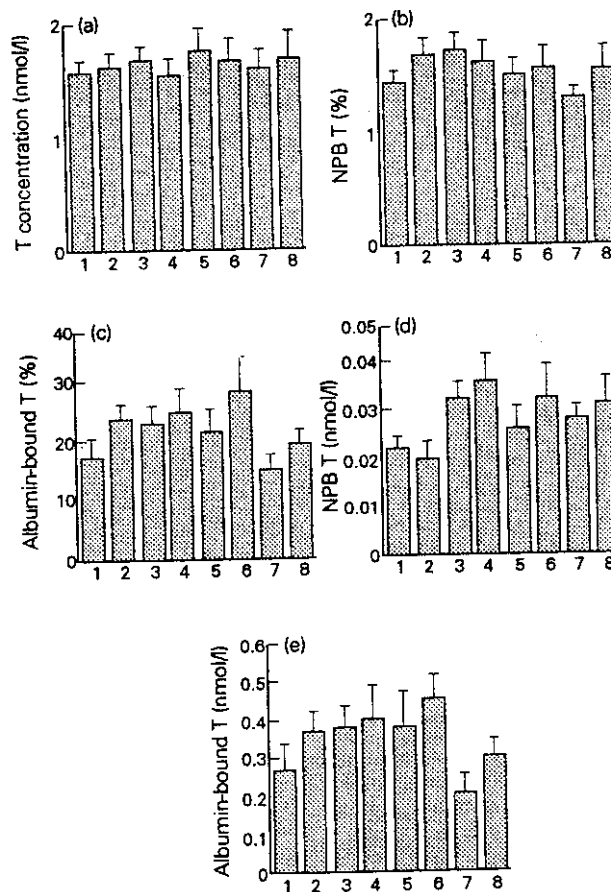 (a)
T concentration (nmol/l)
2
1
0
1 2 3 4 5 6 7 8
(b)
NPB T (%)
2
1
0
1 2 3 4 5 6 7 8
(c)
Albumin-bound T (%)
40
30
20
10
0
1 2 3 4 5 6 7 8
(d)
NPB T (nmol/l)
0.05
0.04
0.03
0.02
0.01
0
1 2 3 4 5 6 7 8
(e)
Albumin-bound T (nmol/l)
0.6
0.5
0.4
0.3
0.2
0.1
0
1 2 3 4 5 6 7 8